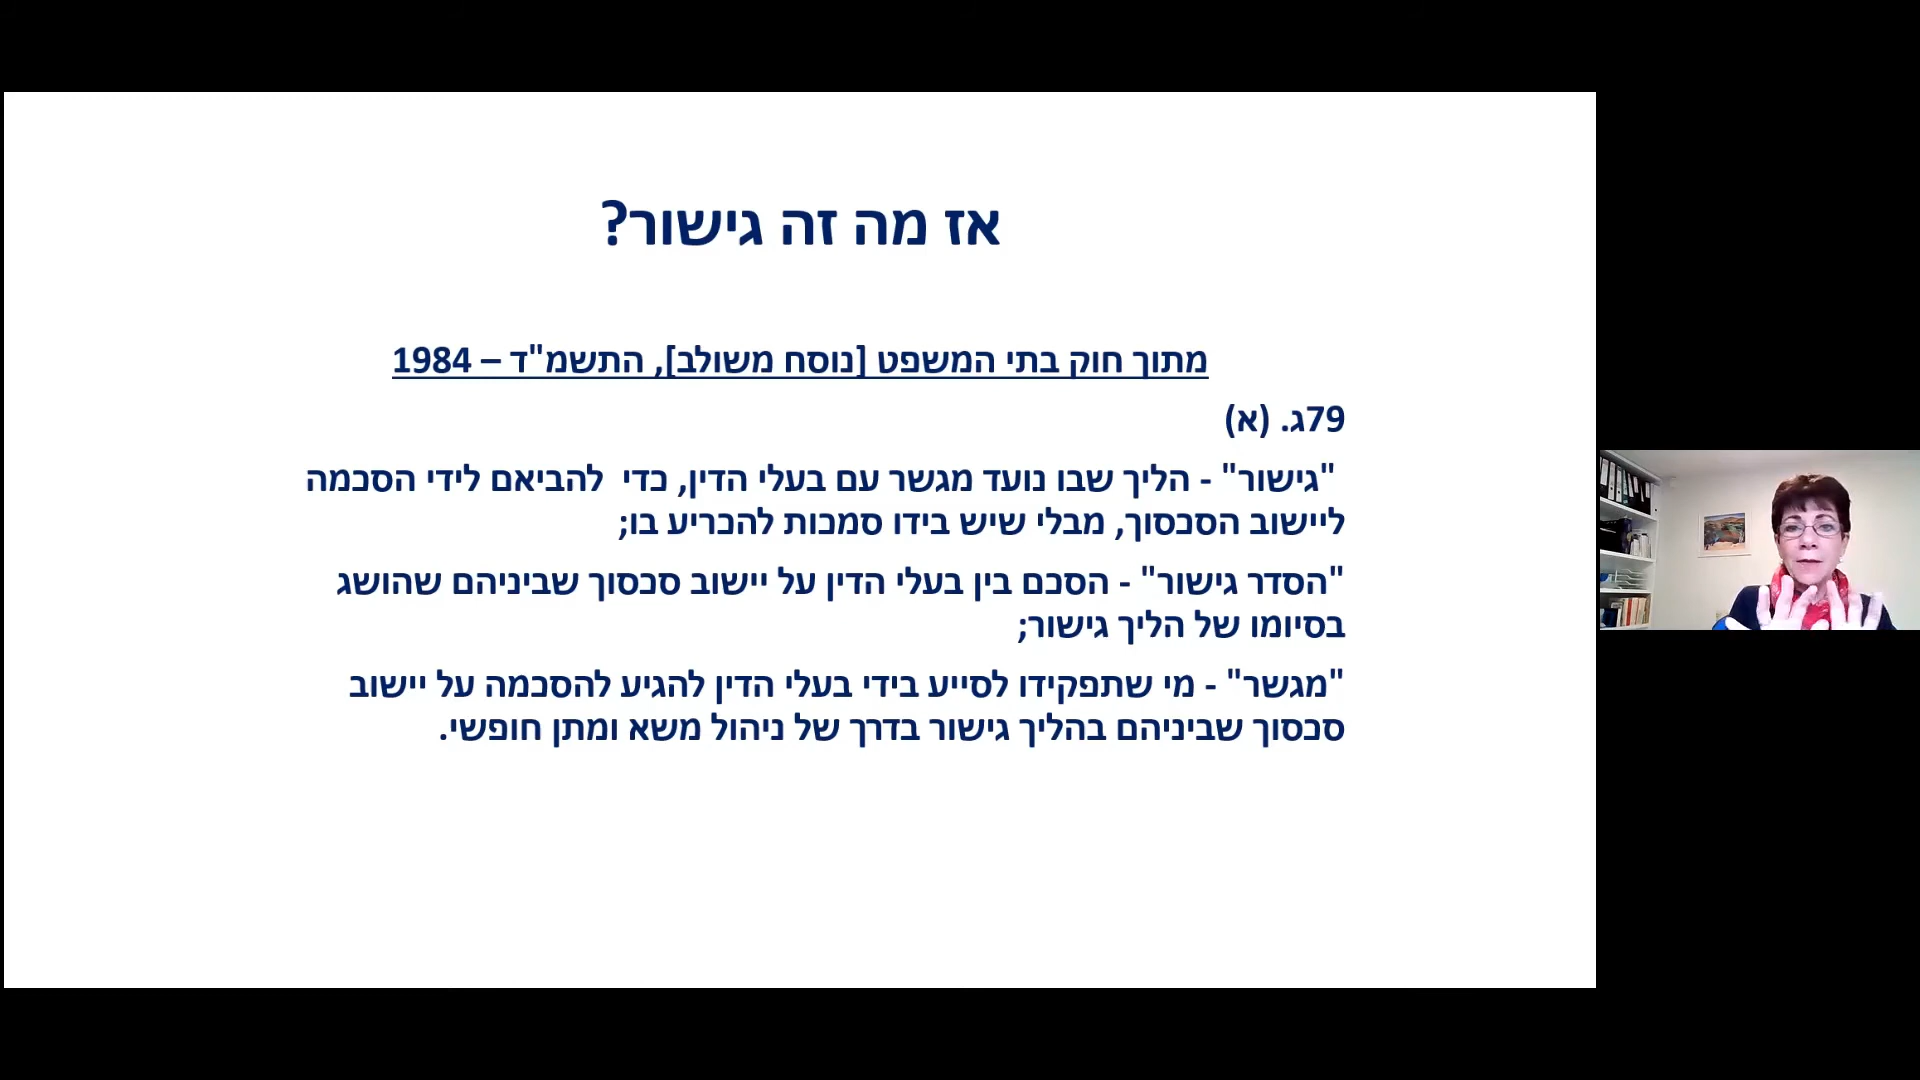 אז מה זה גישור?
מתוך חוק בתי המשפט [נוסח משולב], התשמ"ד – 1984
79ג. (א)
"גישור" - הליך שבו נועד מגשר עם בעלי הדין, כדי  להביאם לידי הסכמה
ליישוב הסכסוך, מבלי שיש בידו סמכות להכריע בו;
"הסדר גישור" - הסכם בין בעלי הדין על יישוב סכסוך שביניהם שהושג
בסיומו של הליך גישור;
"מגשר" - מי שתפקידו לסייע בידי בעלי הדין להגיע להסכמה על יישוב
סכסוך שביניהם בהליך גישור בדרך של ניהול משא ומתן חופשי.